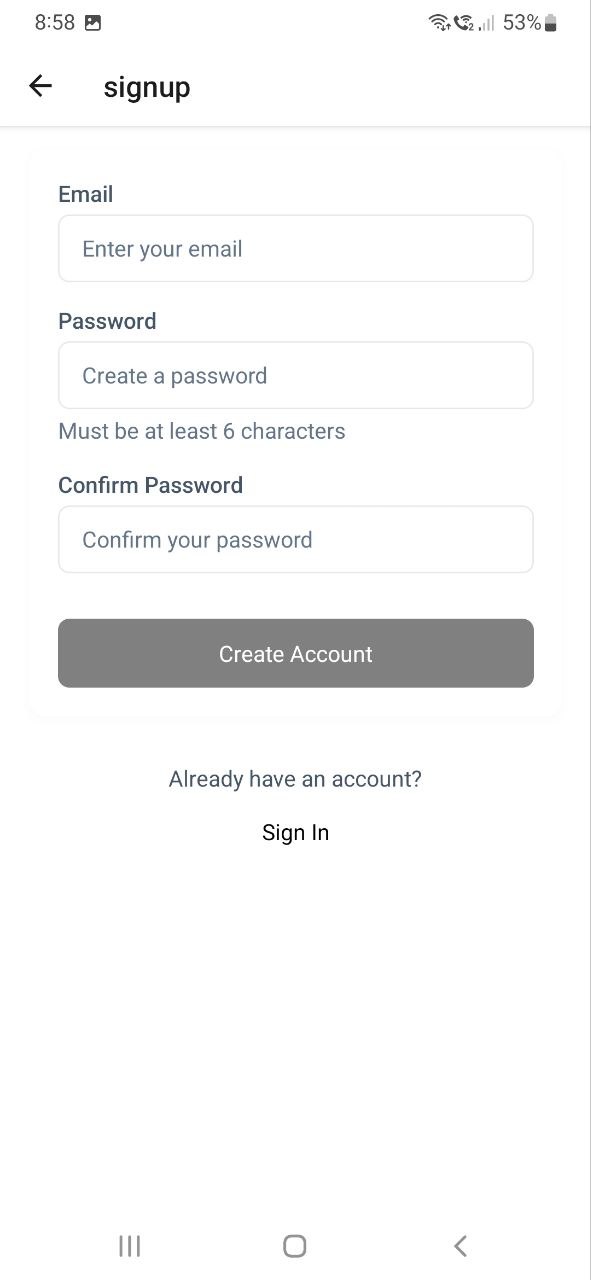 8:58 53%
signup
Email
Enter your email
Password
Create a password
Must be at least 6 characters
Confirm Password
Confirm your password
Create Account
Already have an account?
Sign In